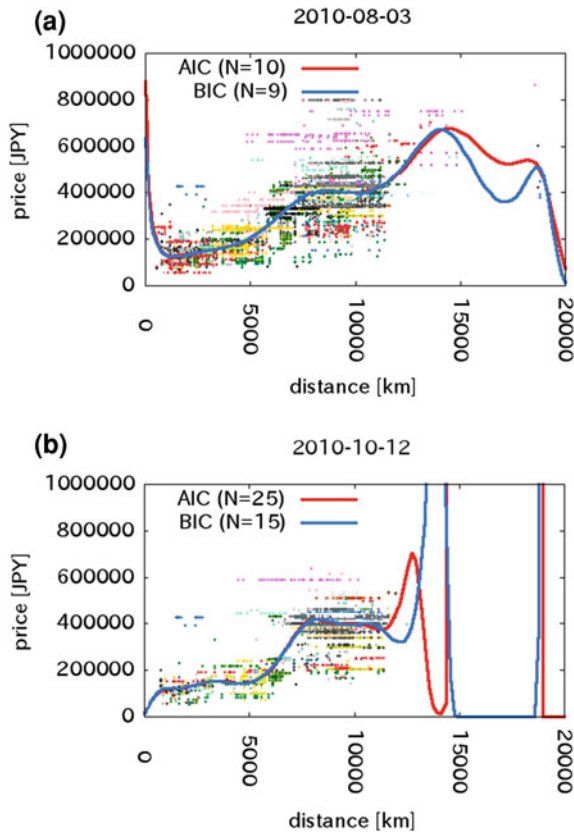 (a)
2010-08-03
price [JPY]
1000000
800000
600000
400000
200000
0
AIC (N=10)
BIC (N=9)
0
5000
10000
15000
20000
distance [km]
(b)
2010-10-12
price [JPY]
1000000
800000
600000
400000
200000
0
AIC (N=25)
BIC (N=15)
0
5000
10000
15000
20000
distance [km]